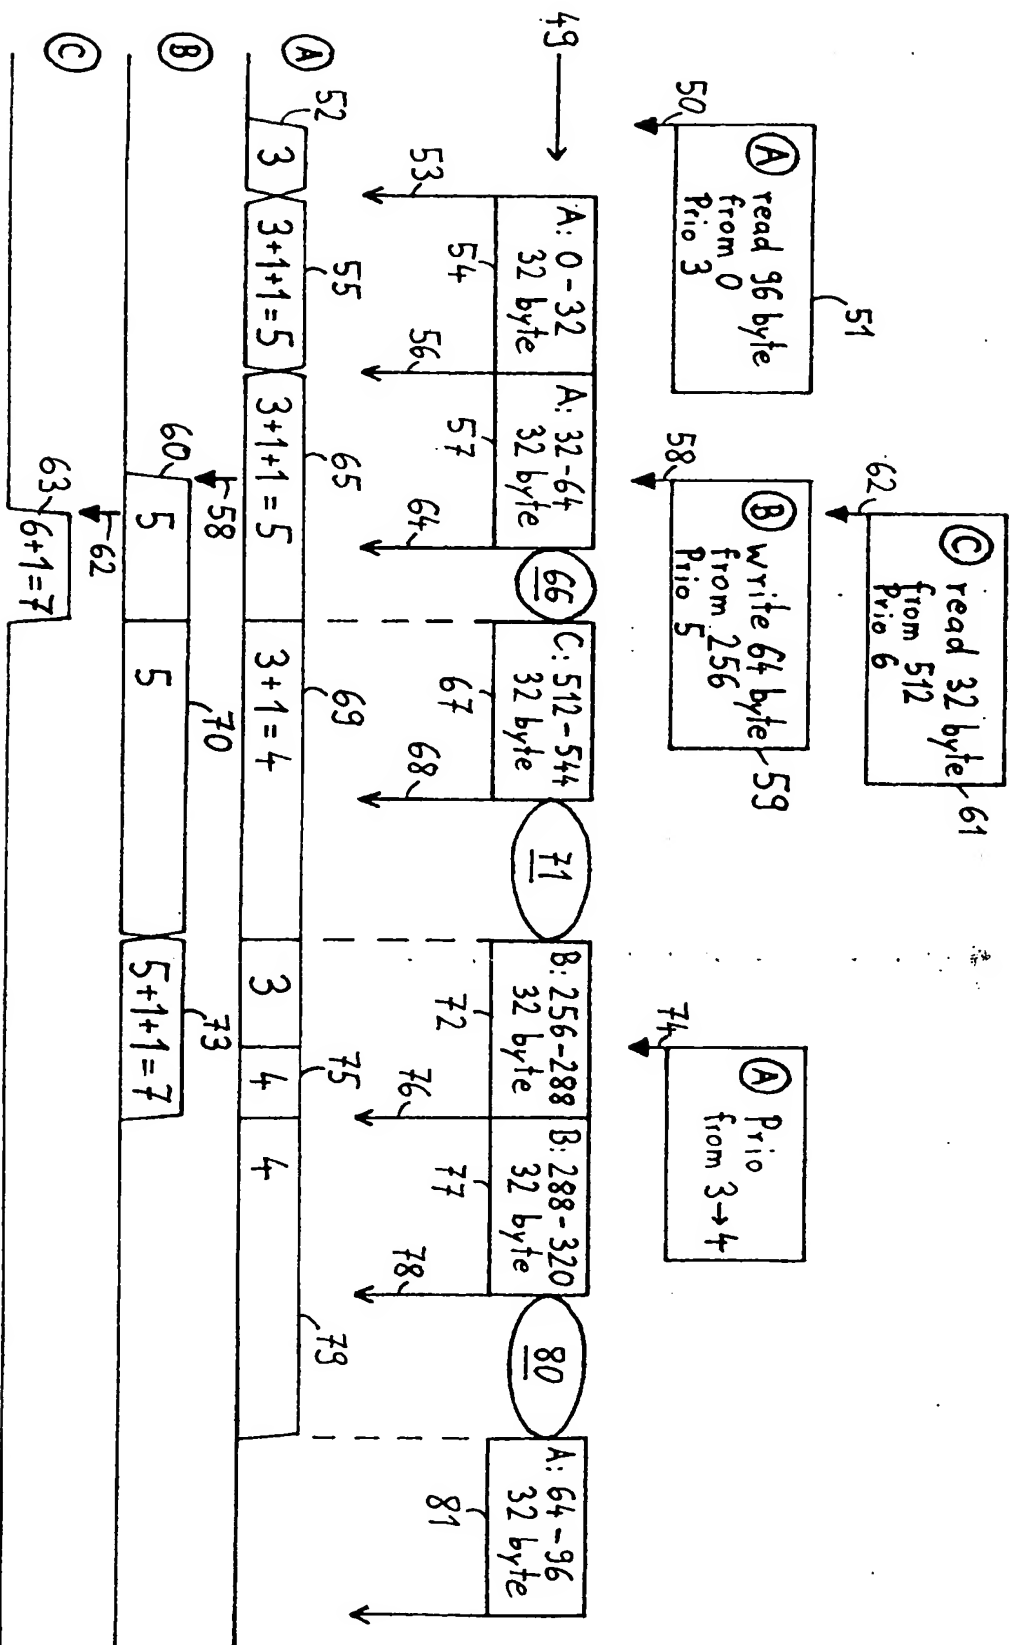 51
Ⓐ read 96 byte
from 0
Prio 3
50
61
Ⓒ read 32 byte
from 512
Prio 6
62
59
Ⓑ write 64 byte
from 256
Prio 5
58
Ⓐ Prio
from 3→4
74
49
A: 0-32
32 byte
A: 32-64
32 byte
66
C: 512-544
32 byte
71
B: 256-288
32 byte
B: 288-320
32 byte
80
A: 64-96
32 byte
53
54
56
57
64
67
68
72
76
77
78
81
52
55
65
69
75
79
Ⓐ
3
3+1+1=5
3+1+1=5
3+1=4
3
4
4
58
60
70
73
Ⓑ
5
5
5+1+1=7
62
63
Ⓒ
6+1=7